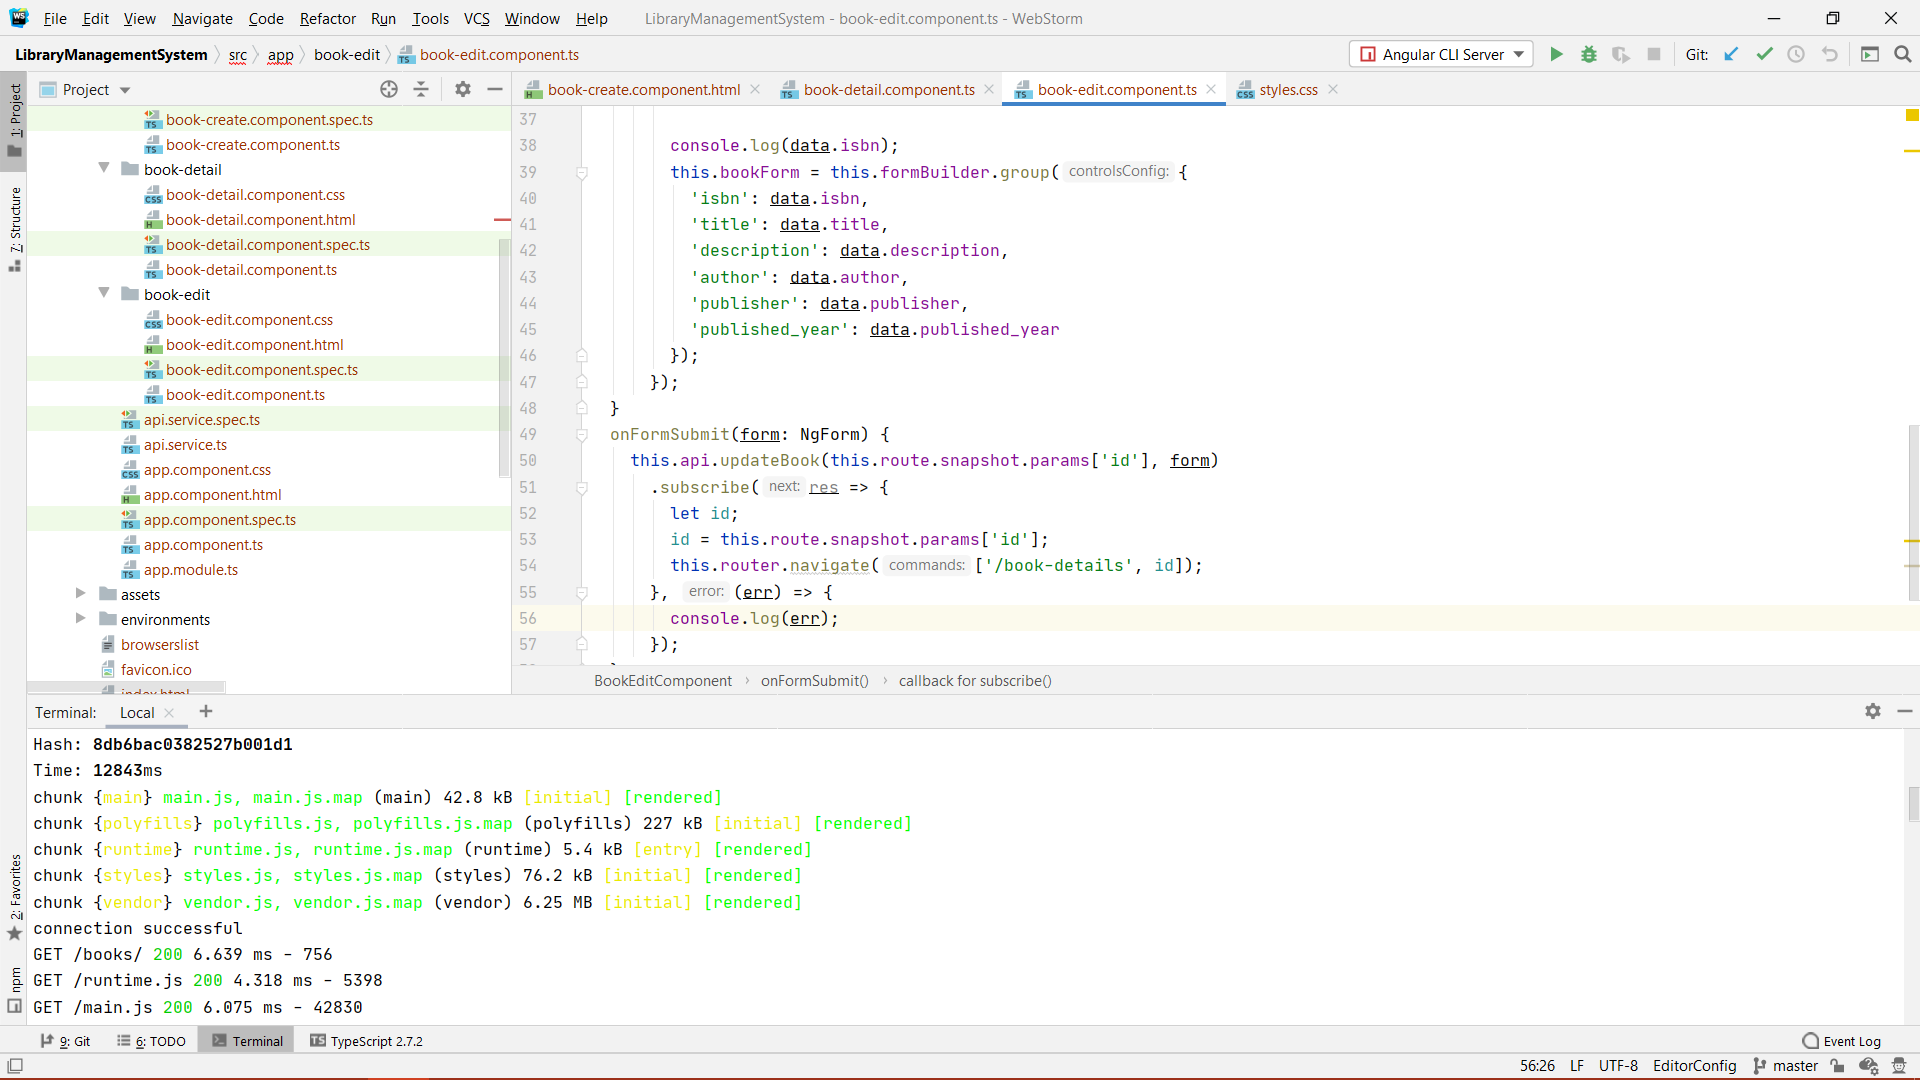 WS File Edit View Navigate Code Refactor Run Tools VCS Window Help LibraryManagementSystem - book-edit.component.ts - WebStorm
LibraryManagementSystem src app book-edit book-edit.component.ts Angular CLI Server Git:
Project
book-create.component.html book-detail.component.ts book-edit.component.ts styles.css
1: Project
7: Structure
2: Favorites
npm
book-create.component.spec.ts
book-create.component.ts
book-detail
book-detail.component.css
book-detail.component.html
book-detail.component.spec.ts
book-detail.component.ts
book-edit
book-edit.component.css
book-edit.component.html
book-edit.component.spec.ts
book-edit.component.ts
api.service.spec.ts
api.service.ts
app.component.css
app.component.html
app.component.spec.ts
app.component.ts
app.module.ts
assets
environments
browserslist
favicon.ico
index.html
37
38 console.log(data.isbn);
39 this.bookForm = this.formBuilder.group( controlsConfig: {
40 'isbn': data.isbn,
41 'title': data.title,
42 'description': data.description,
43 'author': data.author,
44 'publisher': data.publisher,
45 'published_year': data.published_year
46 });
47 });
48 }
49 onFormSubmit(form: NgForm) {
50 this.api.updateBook(this.route.snapshot.params['id'], form)
51 .subscribe( next: res => {
52 let id;
53 id = this.route.snapshot.params['id'];
54 this.router.navigate( commands: ['/book-details', id]);
55 }, error: (err) => {
56 console.log(err);
57 });
BookEditComponent › onFormSubmit() › callback for subscribe()
Terminal: Local
Hash: 8db6bac0382527b001d1
Time: 12843ms
chunk {main} main.js, main.js.map (main) 42.8 kB [initial] [rendered]
chunk {polyfills} polyfills.js, polyfills.js.map (polyfills) 227 kB [initial] [rendered]
chunk {runtime} runtime.js, runtime.js.map (runtime) 5.4 kB [entry] [rendered]
chunk {styles} styles.js, styles.js.map (styles) 76.2 kB [initial] [rendered]
chunk {vendor} vendor.js, vendor.js.map (vendor) 6.25 MB [initial] [rendered]
connection successful
GET /books/ 200 6.639 ms - 756
GET /runtime.js 200 4.318 ms - 5398
GET /main.js 200 6.075 ms - 42830
9: Git 6: TODO Terminal TypeScript 2.7.2 Event Log
56:26 LF UTF-8 EditorConfig master